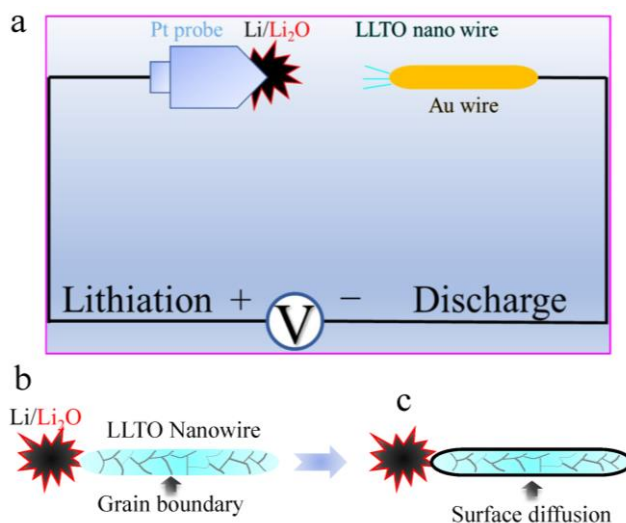 a
Pt probe
Li/Li₂O
LLTO nano wire
Au wire
Lithiation + V − Discharge
b
Li/Li₂O
LLTO Nanowire
Grain boundary
c
Surface diffusion